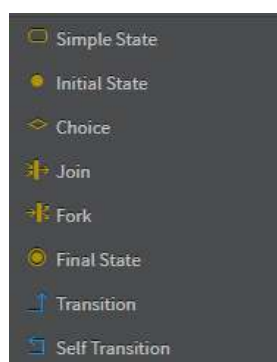 Simple State
Initial State
Choice
Join
Fork
Final State
Transition
Self Transition